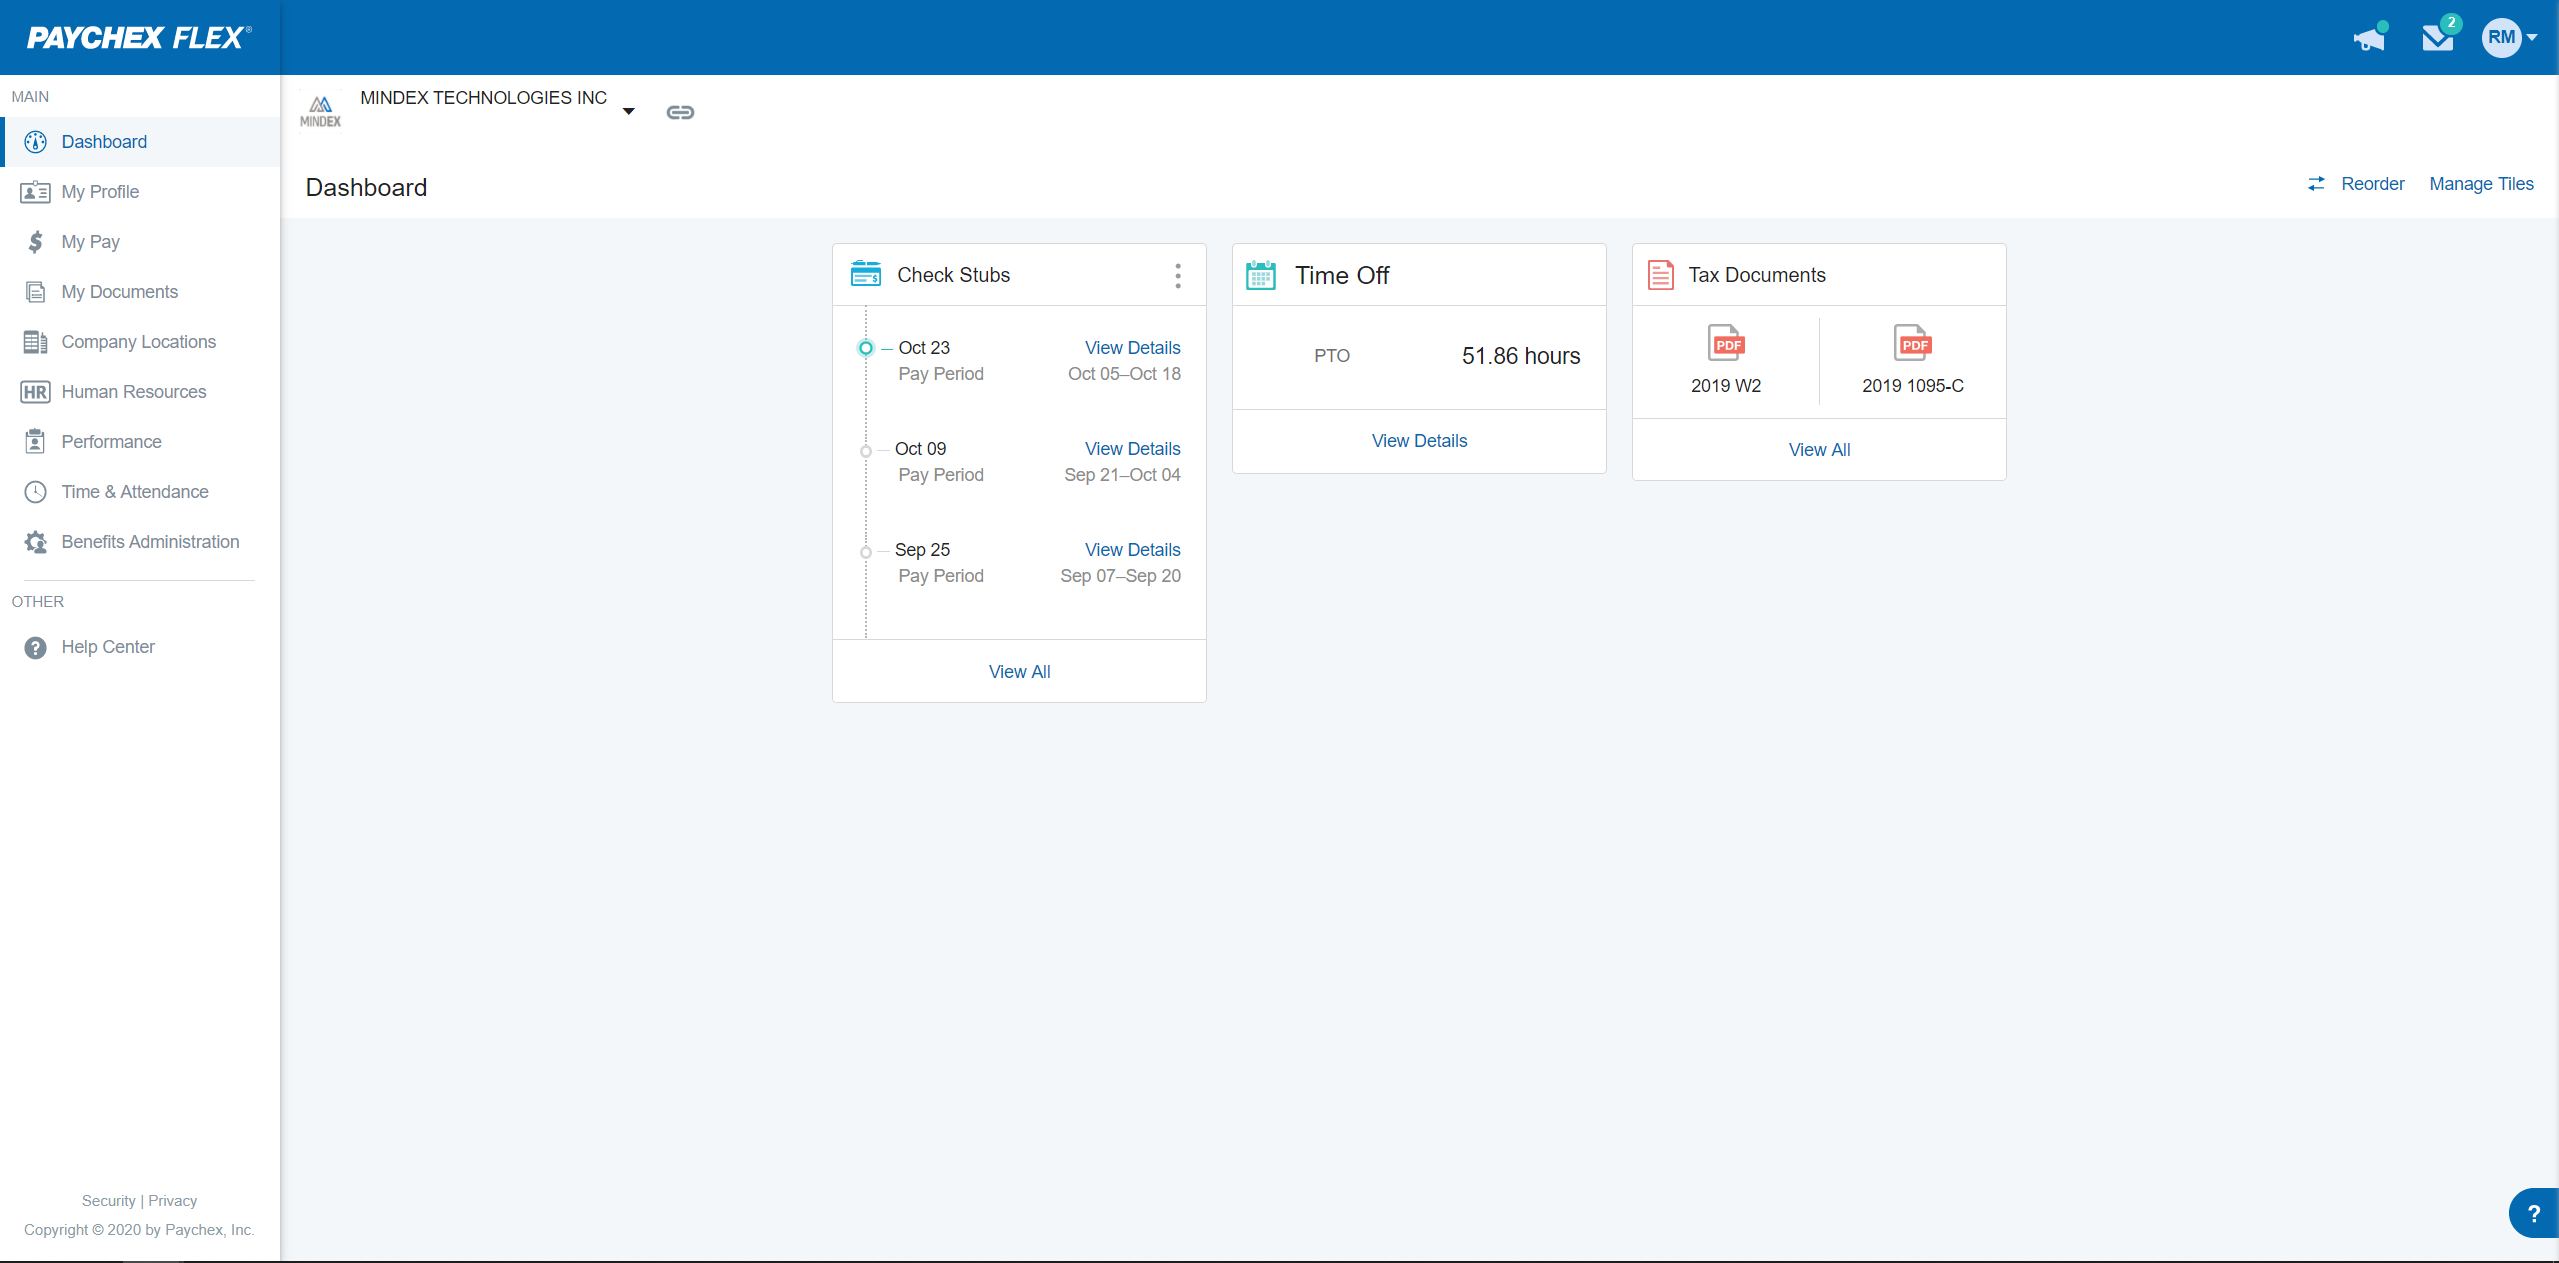 PAYCHEX FLEX®
2
RM
MAIN
Dashboard
My Profile
My Pay
My Documents
Company Locations
HR Human Resources
Performance
Time & Attendance
Benefits Administration
OTHER
? Help Center
Security | Privacy
Copyright © 2020 by Paychex, Inc.
MINDEX
MINDEX TECHNOLOGIES INC
Dashboard
Reorder
Manage Tiles
Check Stubs
Oct 23 View Details
Pay Period Oct 05–Oct 18
Oct 09 View Details
Pay Period Sep 21–Oct 04
Sep 25 View Details
Pay Period Sep 07–Sep 20
View All
Time Off
PTO 51.86 hours
View Details
Tax Documents
PDF PDF
2019 W2 2019 1095-C
View All
?